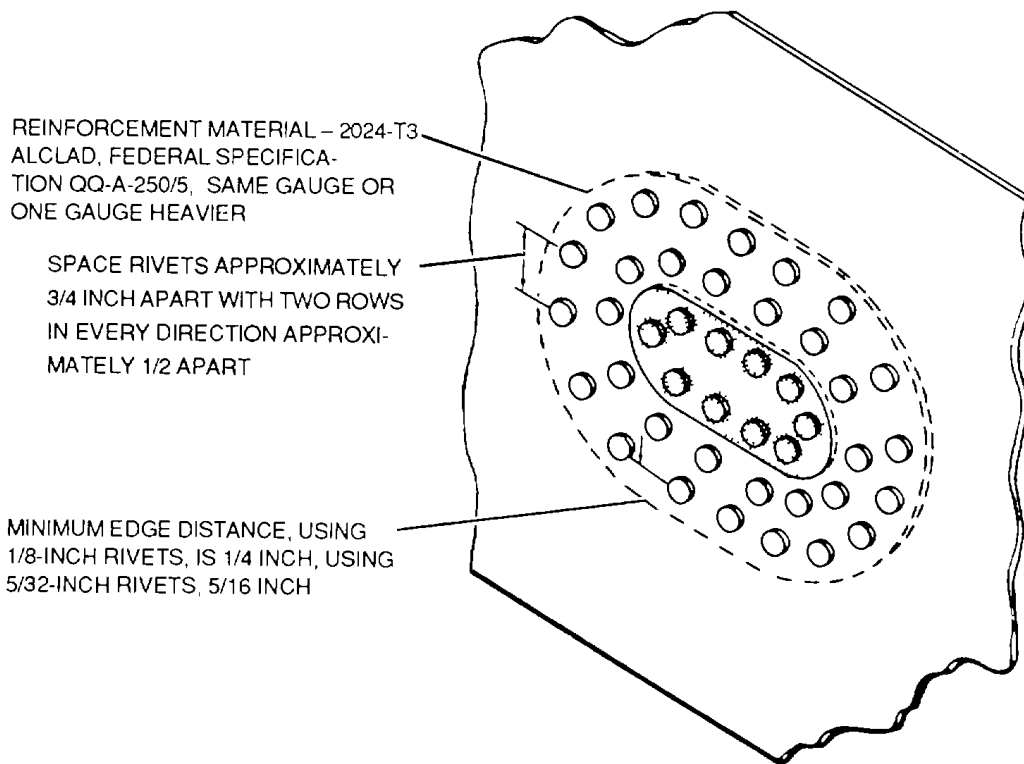 REINFORCEMENT MATERIAL – 2024-T3
ALCLAD, FEDERAL SPECIFICA-
TION QQ-A-250/5, SAME GAUGE OR
ONE GAUGE HEAVIER
SPACE RIVETS APPROXIMATELY
3/4 INCH APART WITH TWO ROWS
IN EVERY DIRECTION APPROXI-
MATELY 1/2 APART
MINIMUM EDGE DISTANCE, USING
1/8-INCH RIVETS, IS 1/4 INCH, USING
5/32-INCH RIVETS, 5/16 INCH